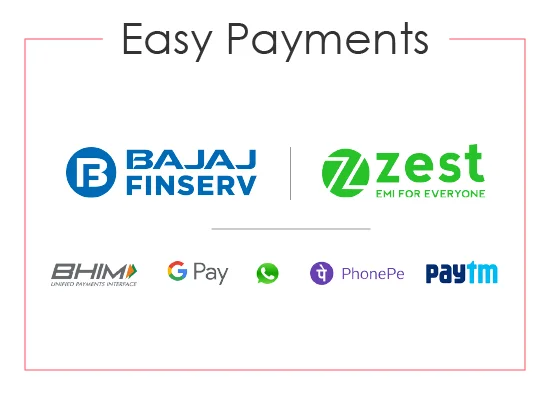 Easy Payments
BAJAJ
FINSERV
zest
EMI FOR EVERYONE
BHIM
UNIFIED PAYMENTS INTERFACE
G Pay
पे PhonePe
paytm